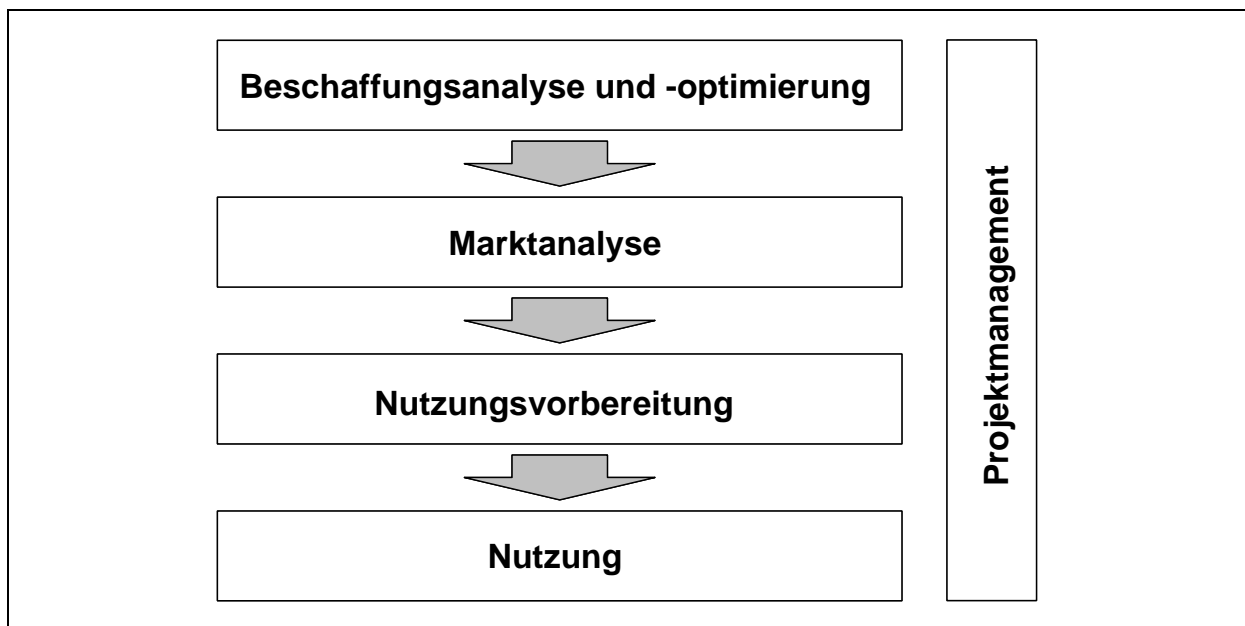 Beschaffungsanalyse und -optimierung
Marktanalyse
Nutzungsvorbereitung
Nutzung
Projektmanagement